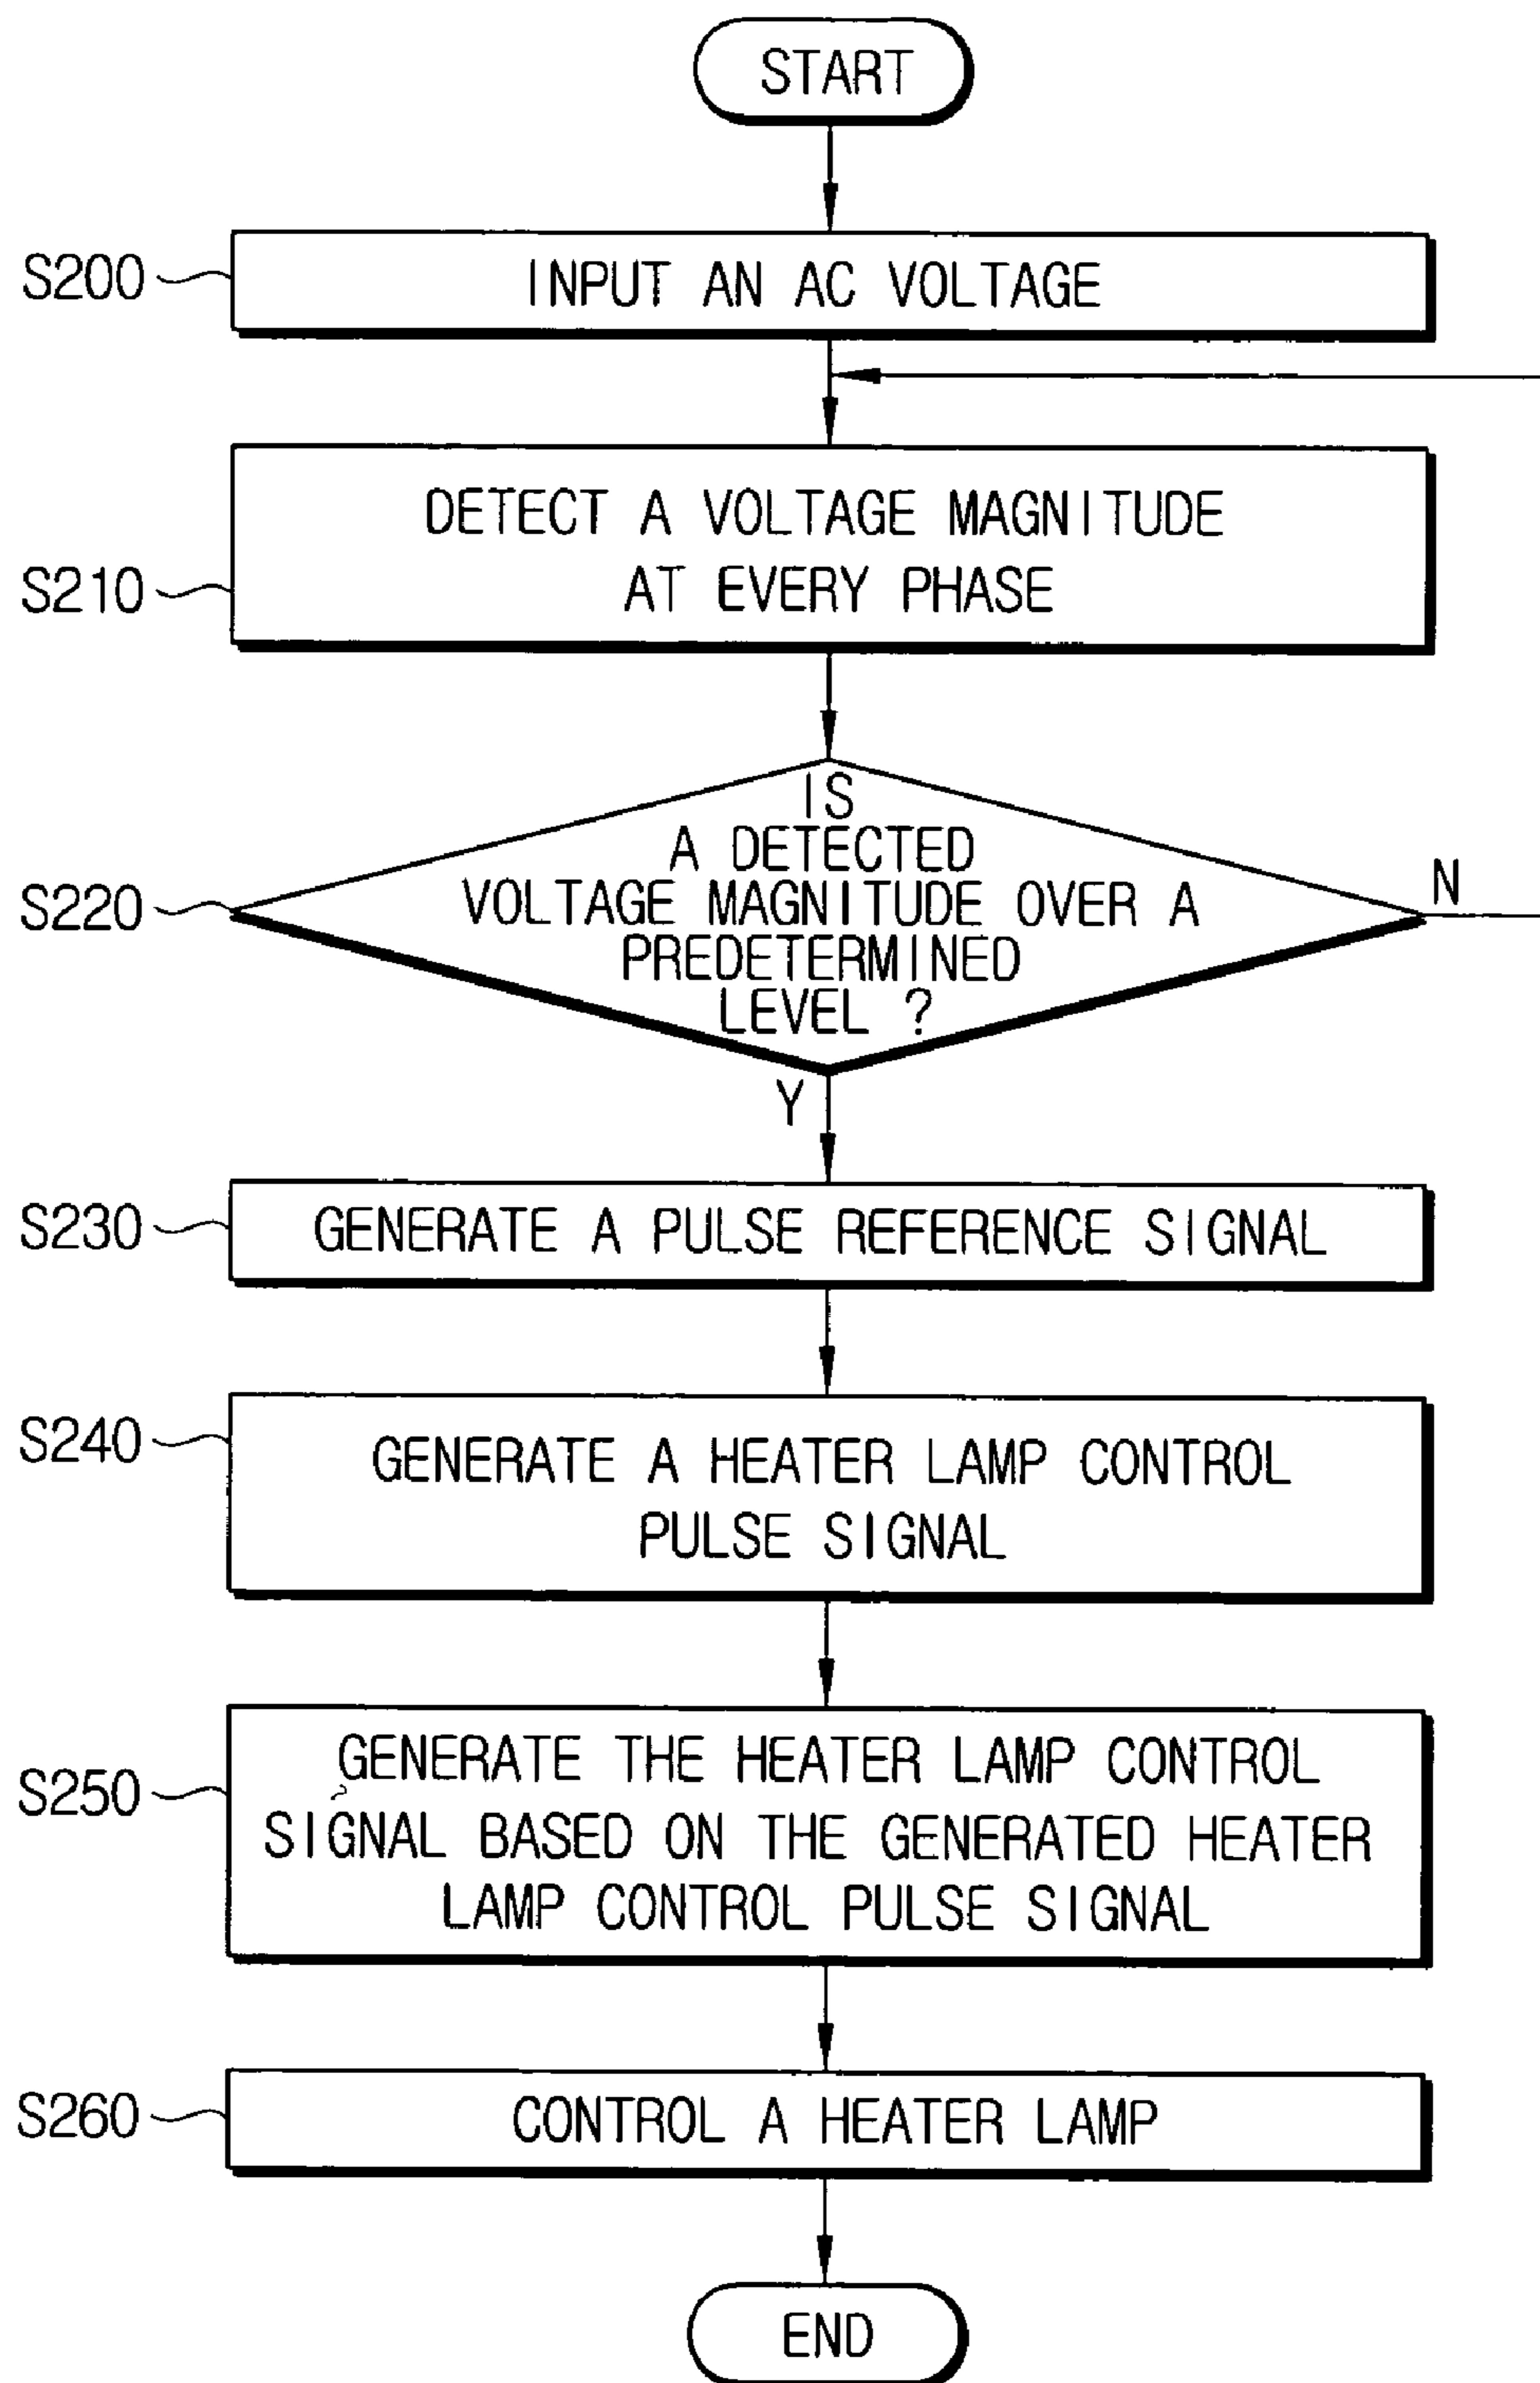 START
S200
INPUT AN AC VOLTAGE
S210
DETECT A VOLTAGE MAGNITUDE
AT EVERY PHASE
S220
IS
A DETECTED
VOLTAGE MAGNITUDE OVER A
PREDETERMINED
LEVEL ?
N
Y
S230
GENERATE A PULSE REFERENCE SIGNAL
S240
GENERATE A HEATER LAMP CONTROL
PULSE SIGNAL
S250
GENERATE THE HEATER LAMP CONTROL
SIGNAL BASED ON THE GENERATED HEATER
LAMP CONTROL PULSE SIGNAL
S260
CONTROL A HEATER LAMP
END